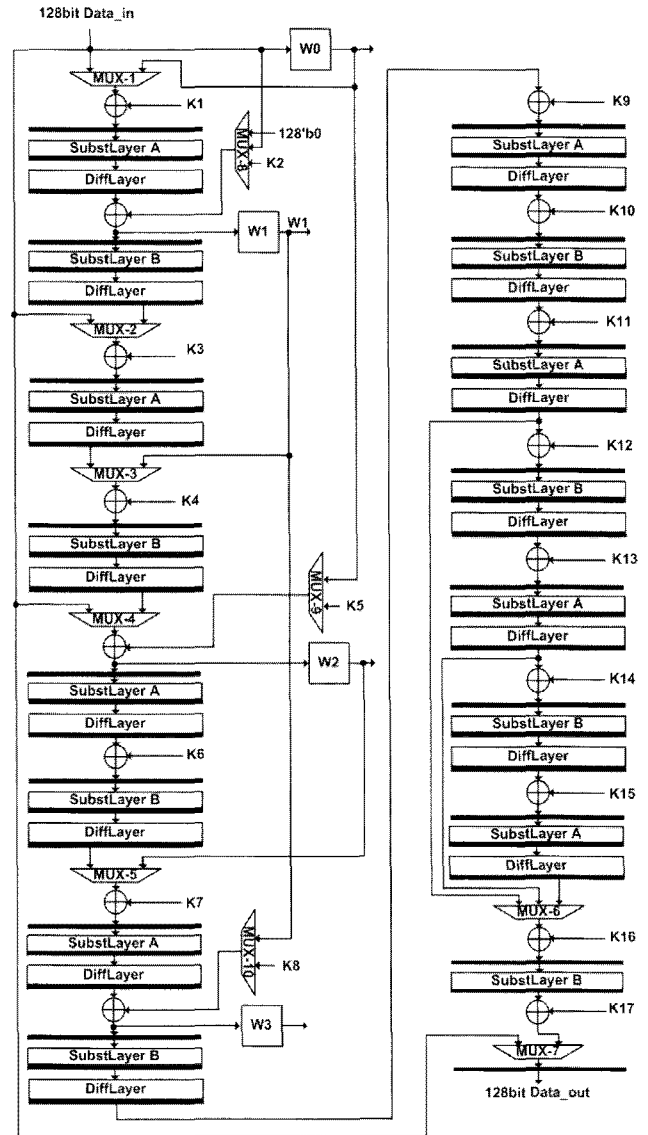 128bit Data_in
W0
MUX-1
K1
128'b0
SubstLayer A
MUX-8
K2
DiffLayer
W1
W1
SubstLayer B
DiffLayer
MUX-2
K3
SubstLayer A
DiffLayer
MUX-3
K4
SubstLayer B
DiffLayer
MUX-9
K5
MUX-4
W2
SubstLayer A
DiffLayer
K6
SubstLayer B
DiffLayer
MUX-5
K7
SubstLayer A
MUX-10
K8
DiffLayer
W3
SubstLayer B
DiffLayer
K9
SubstLayer A
DiffLayer
K10
SubstLayer B
DiffLayer
K11
SubstLayer A
DiffLayer
K12
SubstLayer B
DiffLayer
K13
SubstLayer A
DiffLayer
K14
SubstLayer B
DiffLayer
K15
SubstLayer A
DiffLayer
MUX-6
K16
SubstLayer B
K17
MUX-7
128bit Data_out